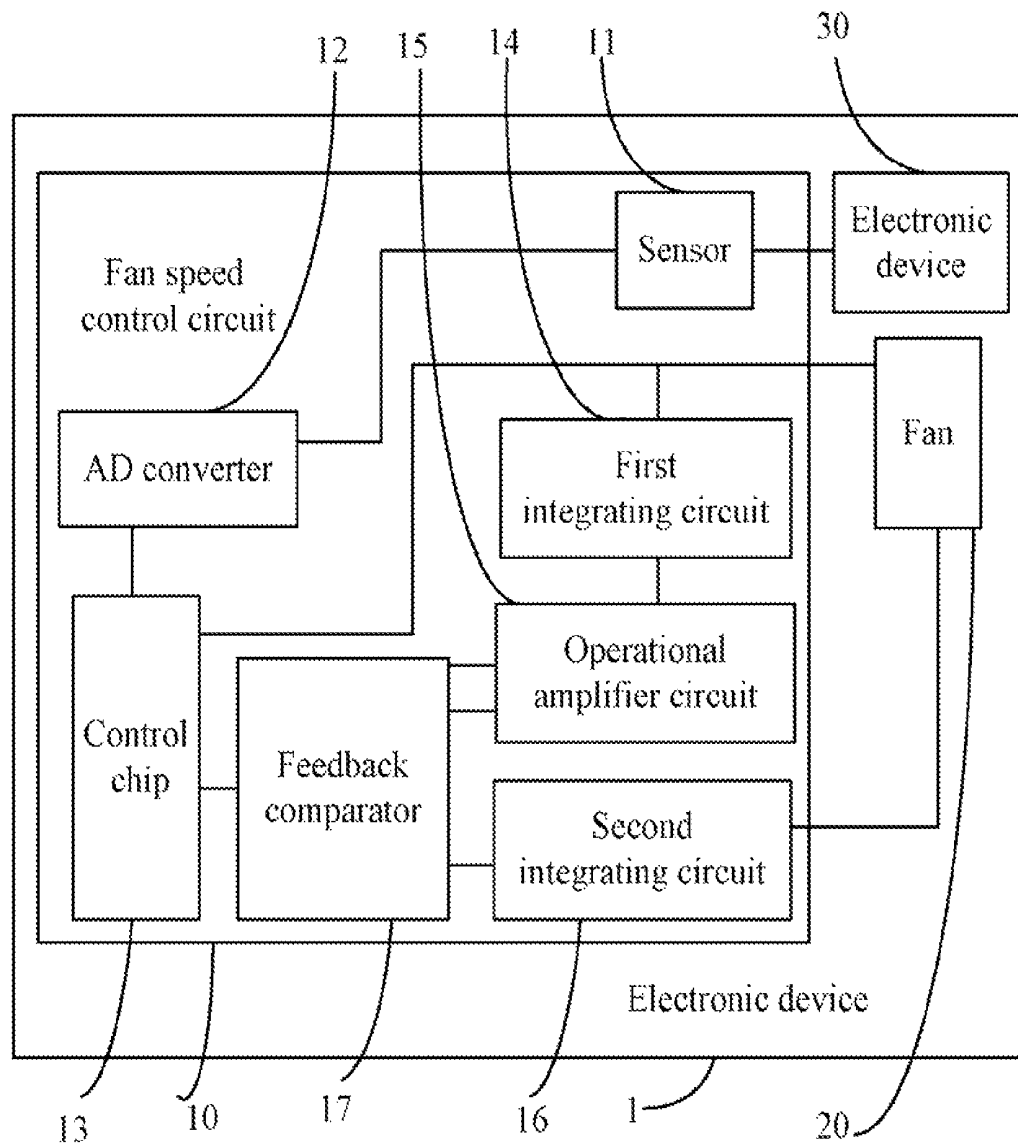 12
15
14
11
30
Sensor
Electronic
device
Fan speed
control circuit
AD converter
First
integrating circuit
Fan
Operational
amplifier circuit
Control
chip
Feedback
comparator
Second
integrating circuit
Electronic device
13
10
17
16
1
20